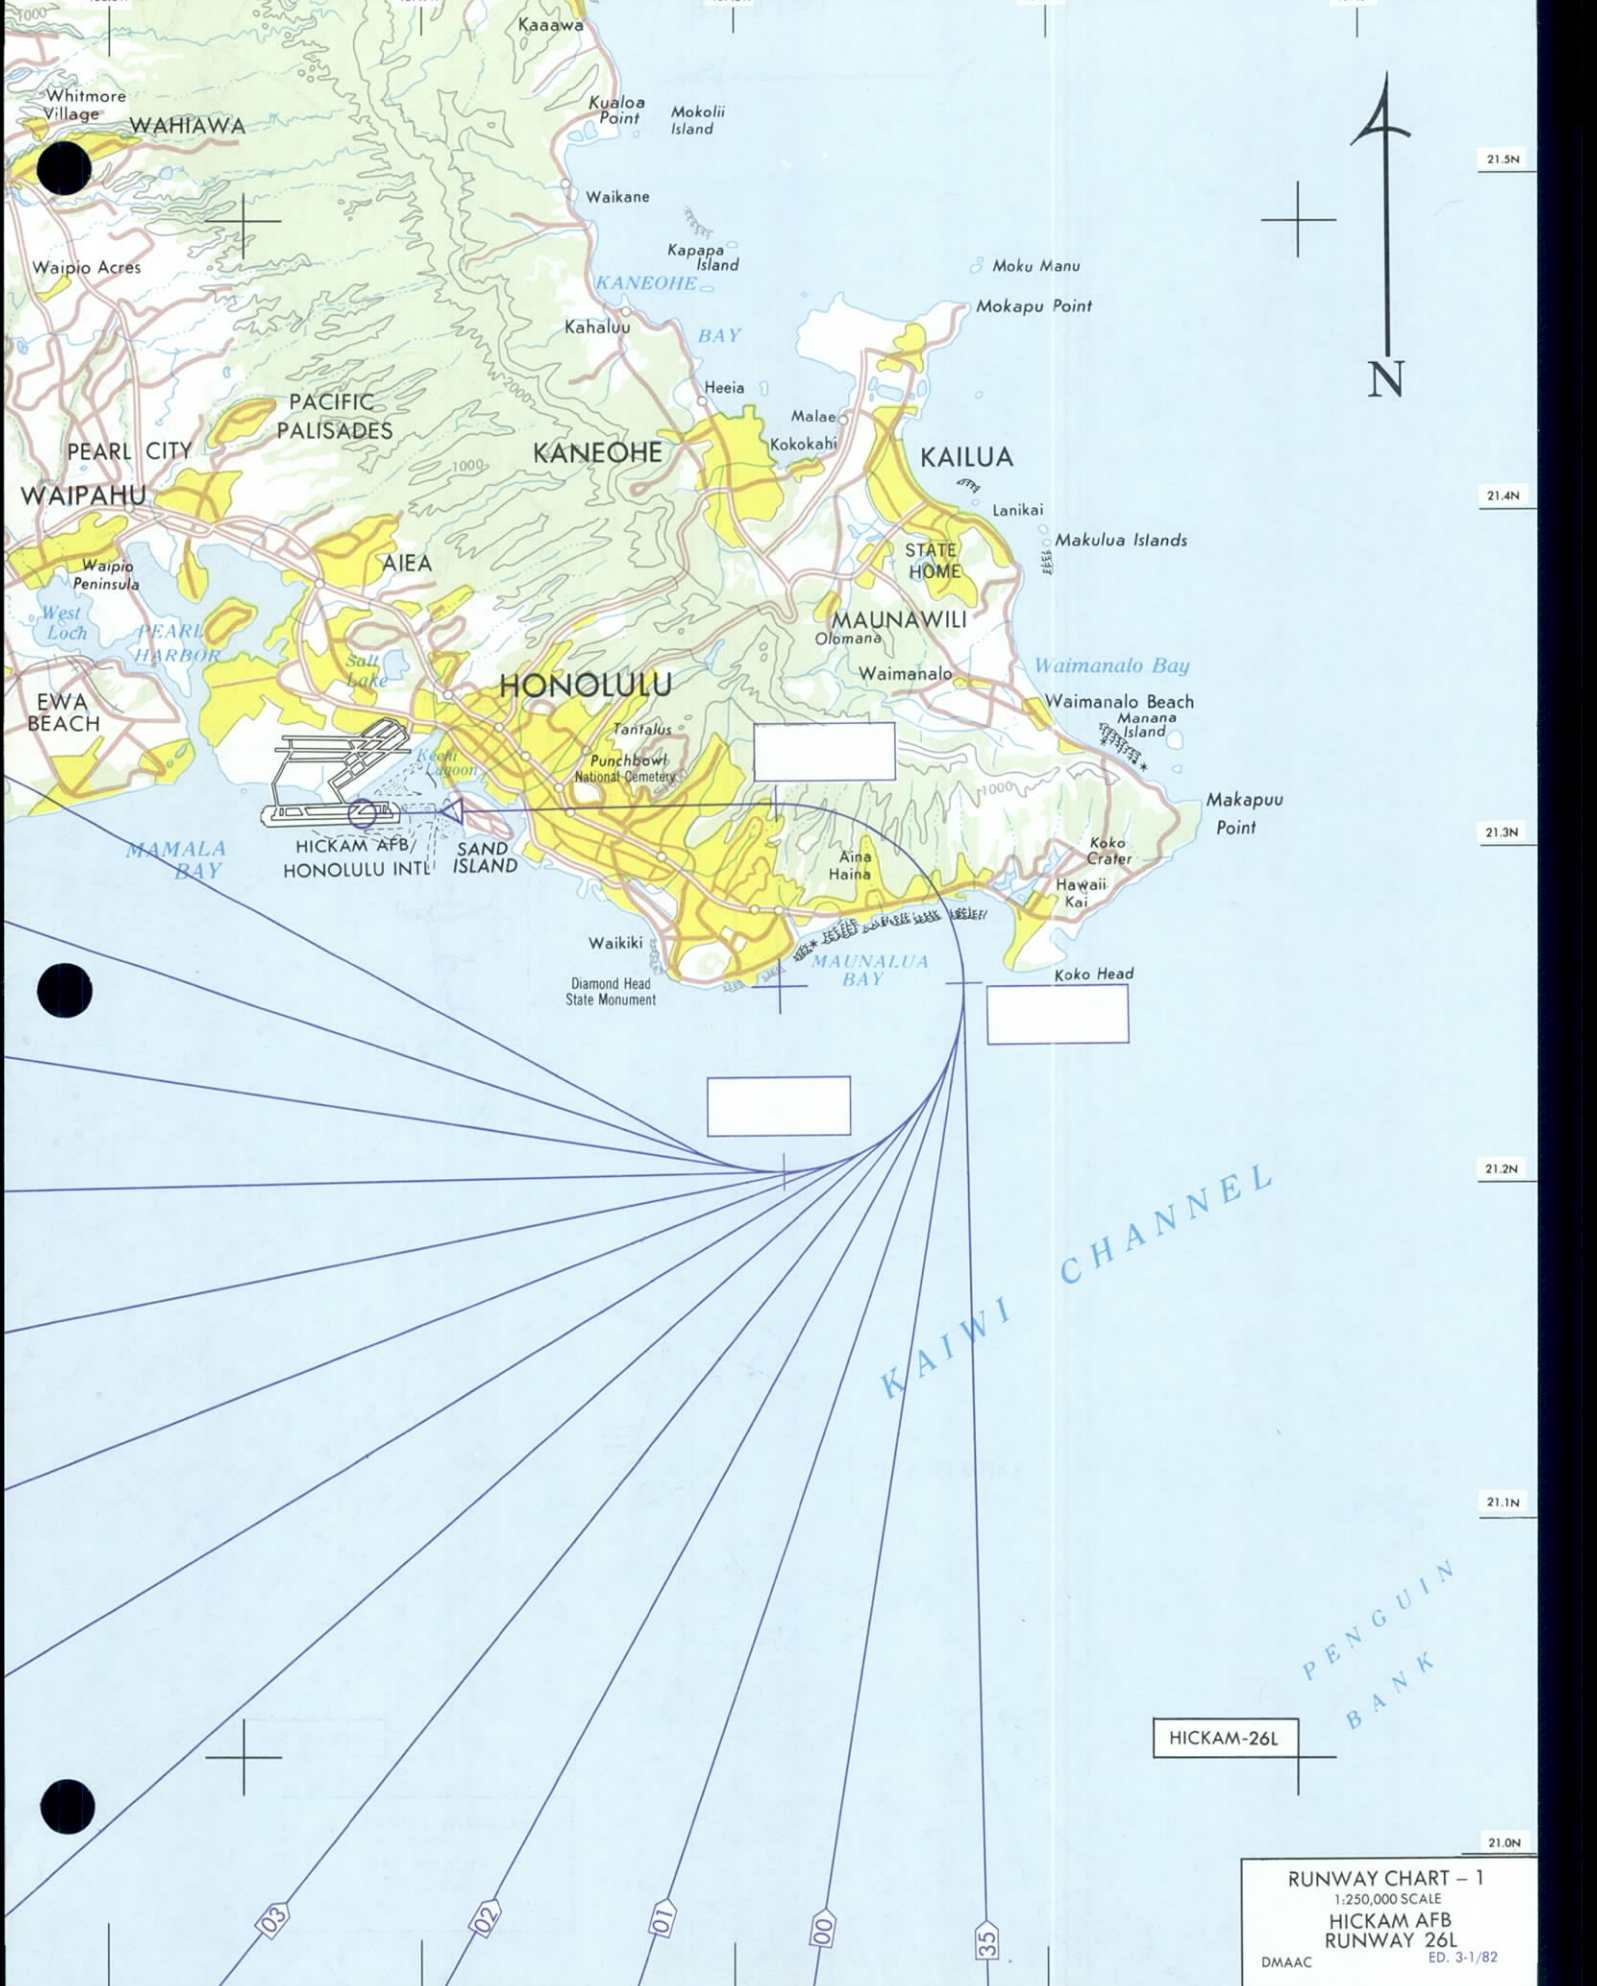 Kaaawa
1000
Whitmore
Village
WAHIAWA
Kualoa
Point
Mokolii
Island
21.5N
Waikane
Kapapa
Island
Waipio Acres
KANEOHE
BAY
Moku Manu
Mokapu Point
Kahaluu
N
2000
Heeia
PACIFIC
PALISADES
Malae
Kokokahi
PEARL CITY
1000
KANEOHE
KAILUA
WAIPAHU
21.4N
Lanikai
Makulua Islands
STATE
HOME
AIEA
Waipio
Peninsula
West
Loch
PEARL
HARBOR
MAUNAWILI
Olomana
Salt
Lake
Waimanalo
Waimanalo Bay
HONOLULU
EWA
BEACH
Waimanalo Beach
Manana
Island
Tantalus
Keehi
Lagoon
Punchbowl
National Cemetery
1000
1000
Makapuu
Point
21.3N
MAMALA
BAY
HICKAM AFB/
HONOLULU INTL
SAND
ISLAND
Aina
Haina
Koko
Crater
Hawaii
Kai
Waikiki
MAUNALUA
BAY
Diamond Head
State Monument
Koko Head
21.2N
KAIWI CHANNEL
21.1N
PENGUIN
BANK
HICKAM-26L
21.0N
03
02
01
00
35
RUNWAY CHART – 1
1:250,000 SCALE
HICKAM AFB
RUNWAY 26L
DMAAC ED. 3-1/82